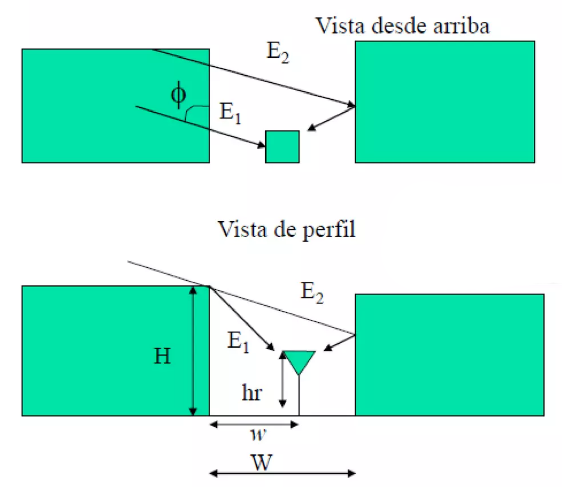 Vista desde arriba
E2
ϕ
E1
Vista de perfil
E2
E1
H
hr
w
W